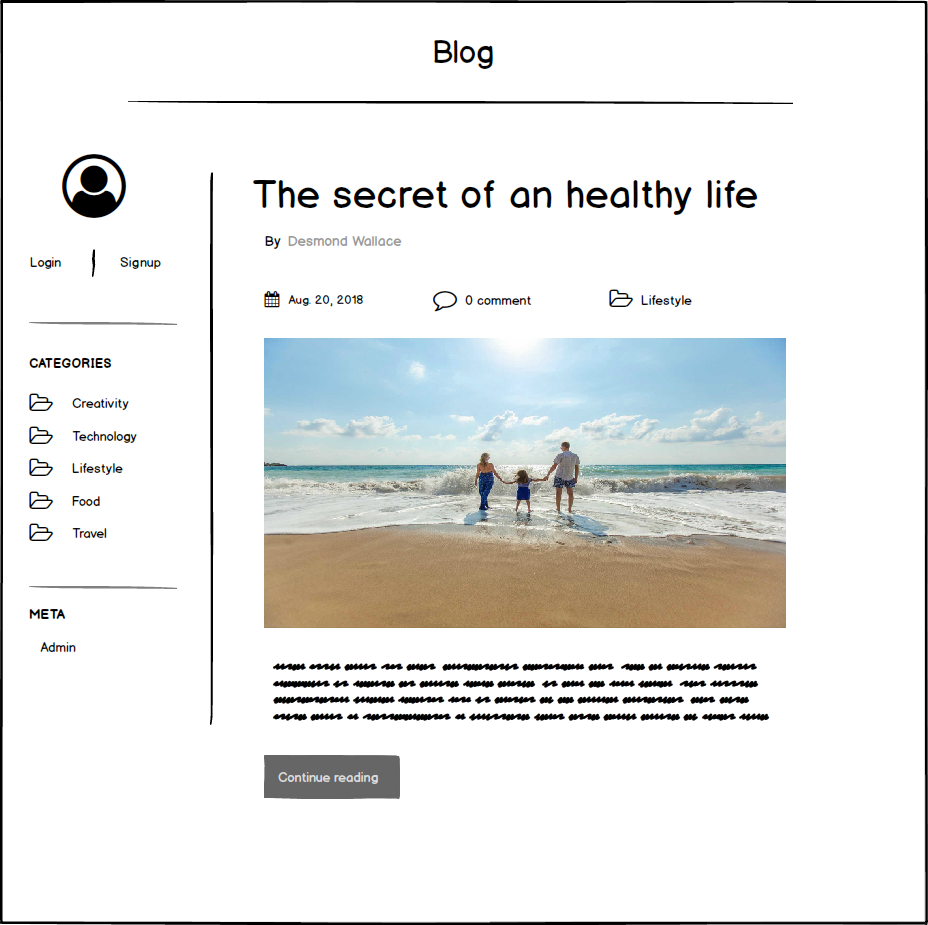 Blog
Login
Signup
CATEGORIES
Creativity
Technology
Lifestyle
Food
Travel
META
Admin
The secret of an healthy life
By Desmond Wallace
Aug. 20, 2018
0 comment
Lifestyle
Continue reading